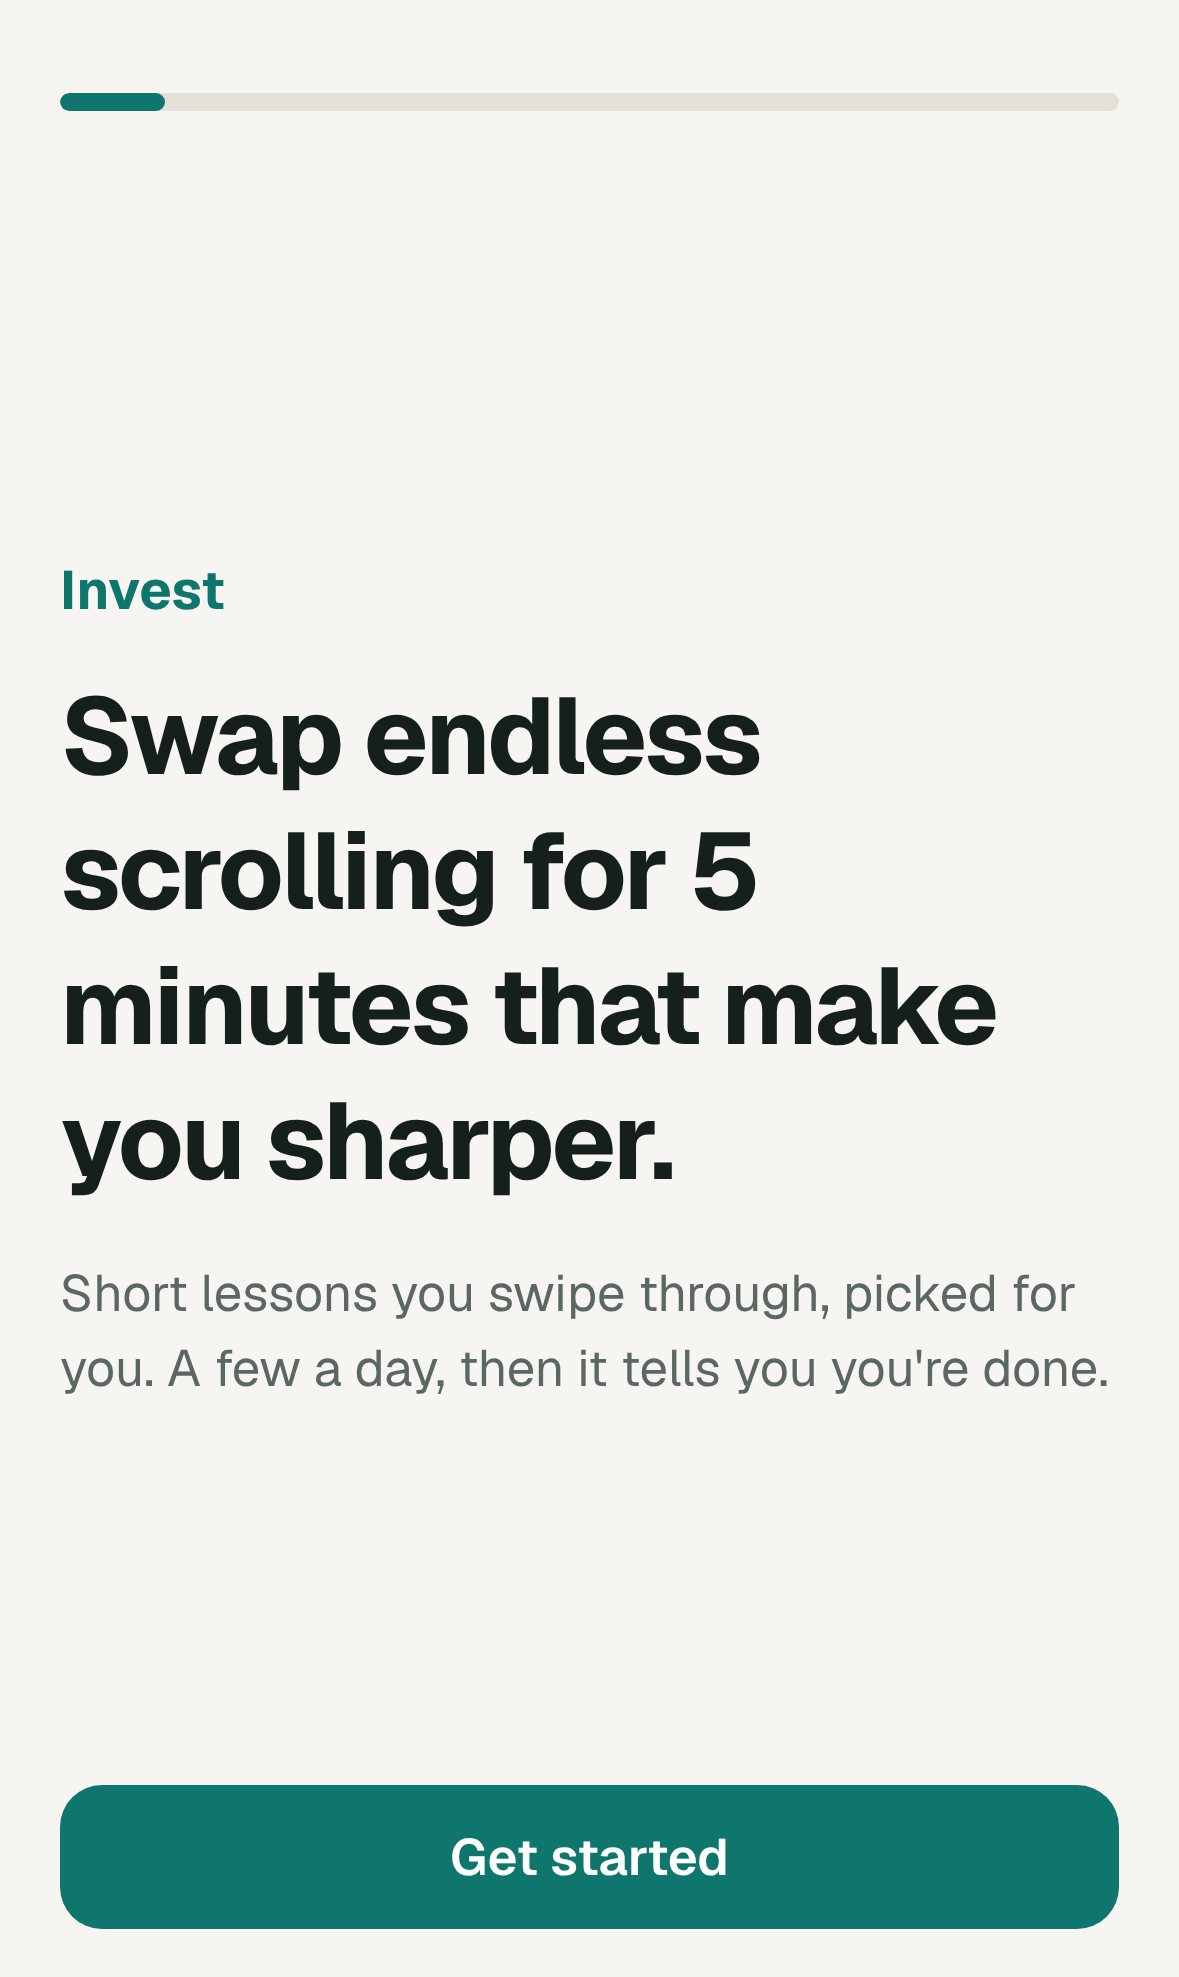 Invest
Swap endless
scrolling for 5
minutes that make
you sharper.
Short lessons you swipe through, picked for
you. A few a day, then it tells you you're done.
Get started